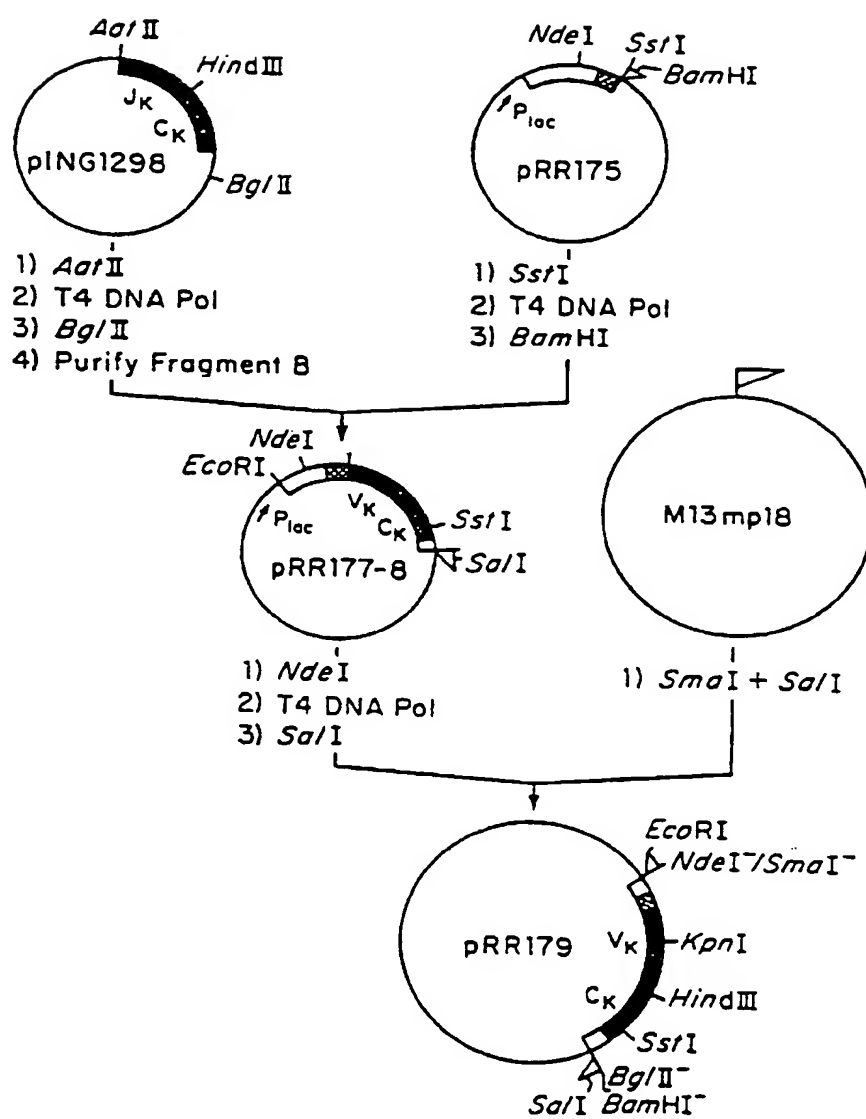 AatII
HindIII
JK
CK
pING1298
BglII
1) AatII
2) T4 DNA Pol
3) BglII
4) Purify Fragment 8
NdeI
SstI
BamHI
Plac
pRR175
1) SstI
2) T4 DNA Pol
3) BamHI
NdeI
EcoRI
Plac
VK
CK
SstI
SalI
pRR177-8
M13mp18
1) NdeI
2) T4 DNA Pol
3) SalI
1) SmaI + SalI
EcoRI
NdeI⁻/SmaI⁻
pRR179
VK
KpnI
CK
HindIII
SstI
BglII⁻
SalI BamHI⁻